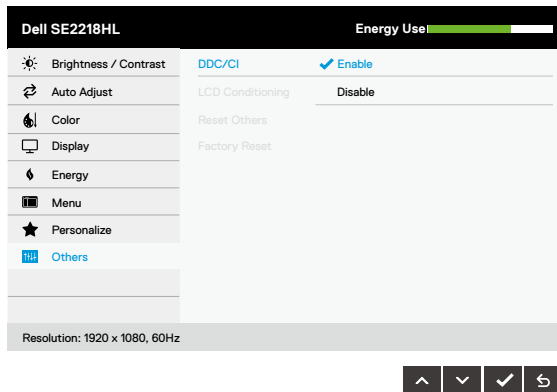 Dell SE2218HL Energy Use
Brightness / Contrast DDC/CI Enable
Auto Adjust LCD Conditioning Disable
Color Reset Others
Display Factory Reset
Energy
Menu
Personalize
Others
Resolution: 1920 x 1080, 60Hz